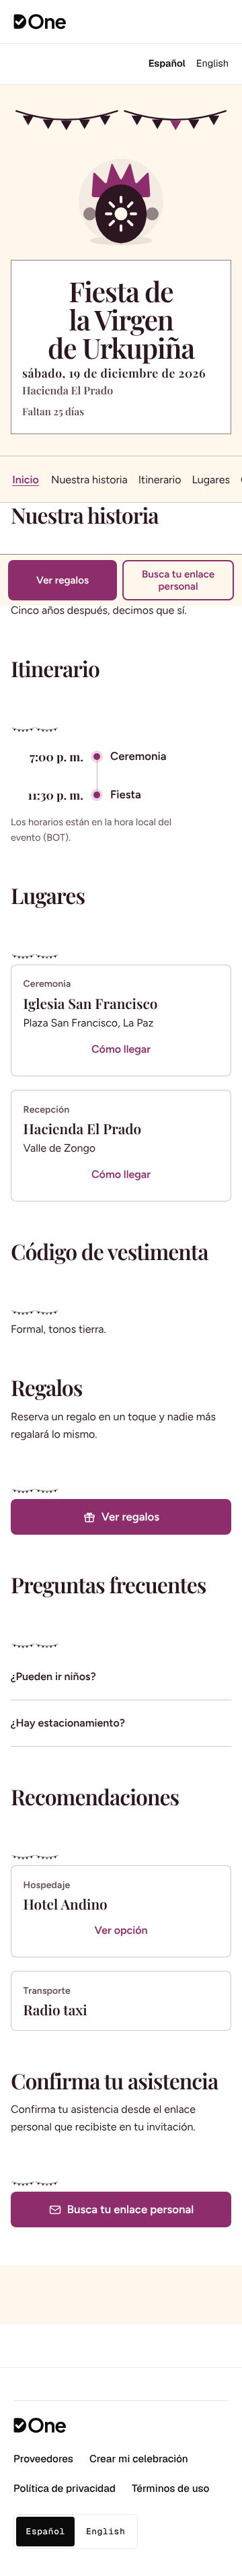 One
Español English
Fiesta de
la Virgen
de Urkupiña
sábado, 19 de diciembre de 2026
Hacienda El Prado
Faltan 25 días
Inicio Nuestra historia Itinerario Lugares
Nuestra historia
Ver regalos
Busca tu enlace
personal
Cinco años después, decimos que sí.
Itinerario
7:00 p. m. Ceremonia
11:30 p. m. Fiesta
Los horarios están en la hora local del
evento (BOT).
Lugares
Ceremonia
Iglesia San Francisco
Plaza San Francisco, La Paz
Cómo llegar
Recepción
Hacienda El Prado
Valle de Zongo
Cómo llegar
Código de vestimenta
Formal, tonos tierra.
Regalos
Reserva un regalo en un toque y nadie más
regalará lo mismo.
Ver regalos
Preguntas frecuentes
¿Pueden ir niños?
¿Hay estacionamiento?
Recomendaciones
Hospedaje
Hotel Andino
Ver opción
Transporte
Radio taxi
Confirma tu asistencia
Confirma tu asistencia desde el enlace
personal que recibiste en tu invitación.
Busca tu enlace personal
One
Proveedores Crear mi celebración
Política de privacidad Términos de uso
Español English